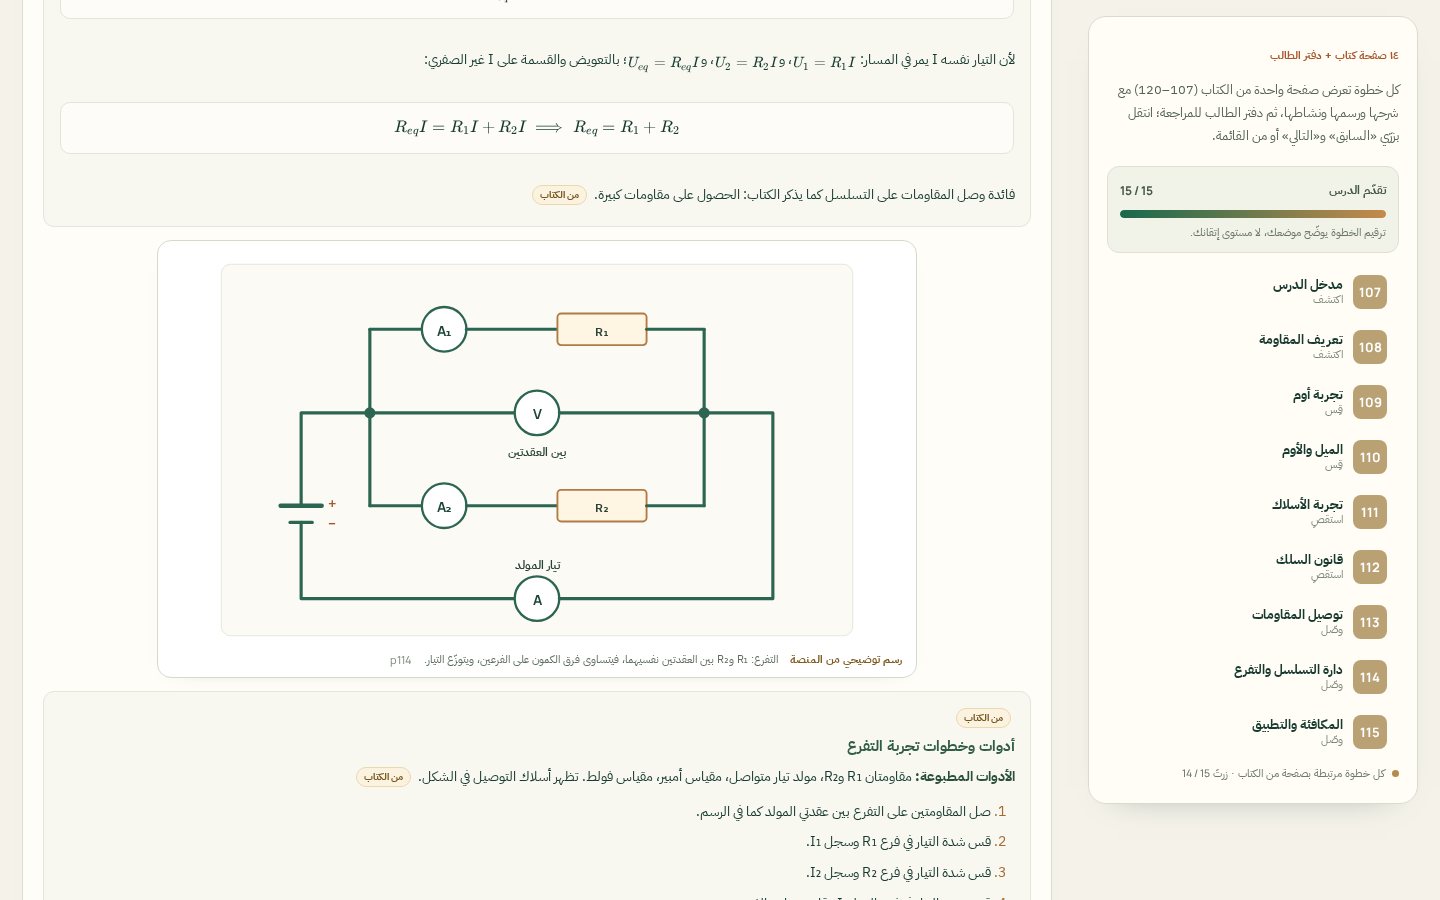 لأن التيار نفسه I يمر في المسار: U₁ = R₁I، وU₂ = R₂I، وU_eq = R_eqI؛ بالتعويض والقسمة على I غير الصفري:
R_eqI = R₁I + R₂I ⟹ R_eq = R₁ + R₂
فائدة وصل المقاومات على التسلسل كما يذكر الكتاب: الحصول على مقاومات كبيرة. من الكتاب
A₁
R₁
V
بين العقدتين
+
−
A₂
R₂
تيار المولد
A
رسم توضيحي من المنصة التفرع: R₁ وR₂ بين العقدتين نفسيهما، فيتساوى فرق الكمون على الفرعين، ويتوزّع التيار. p114
من الكتاب
أدوات وخطوات تجربة التفرع
الأدوات المطبوعة: مقاومتان R₁ وR₂، مولد تيار متواصل، مقياس أمبير، مقياس فولط. تظهر أسلاك التوصيل في الشكل. من الكتاب
1. صل المقاومتين على التفرع بين عقدتي المولد كما في الرسم.
2. قس شدة التيار في فرع R₁ وسجل I₁.
3. قس شدة التيار في فرع R₂ وسجل I₂.
١٤ صفحة كتاب + دفتر الطالب
كل خطوة تعرض صفحة واحدة من الكتاب (107–120) مع
شرحها ورسمها ونشاطها، ثم دفتر الطالب للمراجعة؛ انتقل
بزرّي «السابق» و«التالي» أو من القائمة.
تقدّم الدرس 15 / 15
ترقيم الخطوة يوضّح موضعك، لا مستوى إتقانك.
107 مدخل الدرس
اكتشف
108 تعريف المقاومة
اكتشف
109 تجربة أوم
قِس
110 الميل والأوم
قِس
111 تجربة الأسلاك
استقصِ
112 قانون السلك
استقصِ
113 توصيل المقاومات
وصّل
114 دارة التسلسل والتفرع
وصّل
115 المكافئة والتطبيق
وصّل
كل خطوة مرتبطة بصفحة من الكتاب · زرتَ 15 / 14